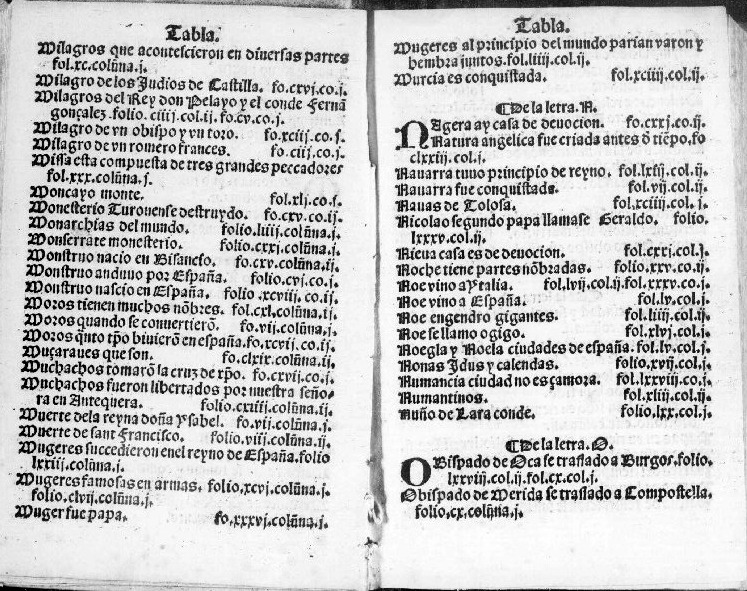 Tabla.
Milagros que acontescieron en diuersas partes
fol.xc.colũna.j.
Milagro de los Judios de Castilla. fo.cxvj.co.j.
Milagros del Rey don Pelayo y el conde Fernã
gonçalez.folio.ciiij.col.ij.fo.cv.co.j.
Milagro de vn obispo y vn toro. fo.xciij.co.j.
Milagro de vn romero frances. fo.ciij.co.j.
Missa esta compuesta de tres grandes peccadores
fol.xxx.colũna.j.
Moncayo monte. fol.xlj.co.j.
Monesterio Turonense destruydo. fo.cxv.co.ij.
Monarchias del mundo. folio.liiij.colũna.j.
Monserrate monesterio. folio.cxxj.colũna.j.
Monstruo nacio en Bisancio. fo.cxv.colũna.ij.
Monstruo anduuo por España. folio.cvj.co.j.
Monstruo nascio en España. folio.xcviij.co.ij.
Moros tienen muchos nõbres. fol.cxl.colũna.ij
Moros quando se conuertierõ. fo.vij.colũna.j.
Moros qũto tp̃o biuierõ en españa.fo.xcvij.co.ij.
Muçaraues que son. fo.clxix.colũna.ij.
Muchachos tomarõ la cruz de xp̃o. fo.cxvij.co.j.
Muchachos fueron libertados por nuestra seño-
ra en Antequera. folio.cxiiij.colũna.ij.
Muerte dela reyna doña ysabel. fo.vij.colũna.j.
Muerte de sant Francisco. folio.vij.colũna.ij.
Mugeres succedieron enel reyno de España.folio
lxxiij.colũna.j.
Mugeres famosas en armas. folio.xcvj.colũna.j.
folio.clvij.colũna.j.
Muger fue papa. fo.xxxvj.colũna.j.
Tabla.
Mugeres al principio del mundo parian varon y
hembra juntos.fol.liiij.col.ij.
Murcia es conquistada. fol.xciiij.col.ij.
¶De la letra.N.
NAgera ay casa de deuocion. fo.cxxj.co.ij.
Natura angelica fue criada antes õ tiẽpo.fo
clxxiij.col.j.
Nauarra tuuo principio de reyno. fol.lxiij.col.ij.
Nauarra fue conquistada. fol.vij.col.ij.
Nauas de Tolosa. fol.xciij.col.j.
Nicolao segundo papa llamase Geraldo. folio.
lxxxv.col.ij.
Nieua casa es de deuocion. fol.cxxj.col.j.
Noche tiene partes nõbradas. folio.xxv.co.ij.
Noe vino a ytalia. fol.lvij.col.ij.fol.xxxv.co.j.
Noe vino a España. fol.lv.col.j.
Noe engendro gigantes. fol.liiij.col.ij.
Noe se llamo ogigo. fol.xlvj.col.j.
Noegla y Noela ciudades de españa.fol.lv.col.j.
Nonas Idus y calendas. folio.xvij.col.j.
Numancia ciudad no es çamora. fol.lxxviij.co.j.
Numantinos. fol.xliij.col.j.
Nuño de Lara conde. folio.lxx.col.j.
¶De la letra.O.
OBispado de Oca se traslado a Burgos.folio.
lxxviij.col.ij.fol.cx.col.j.
Obispado de Merida se traslado a Compostella.
folio.cx.colũna.j.